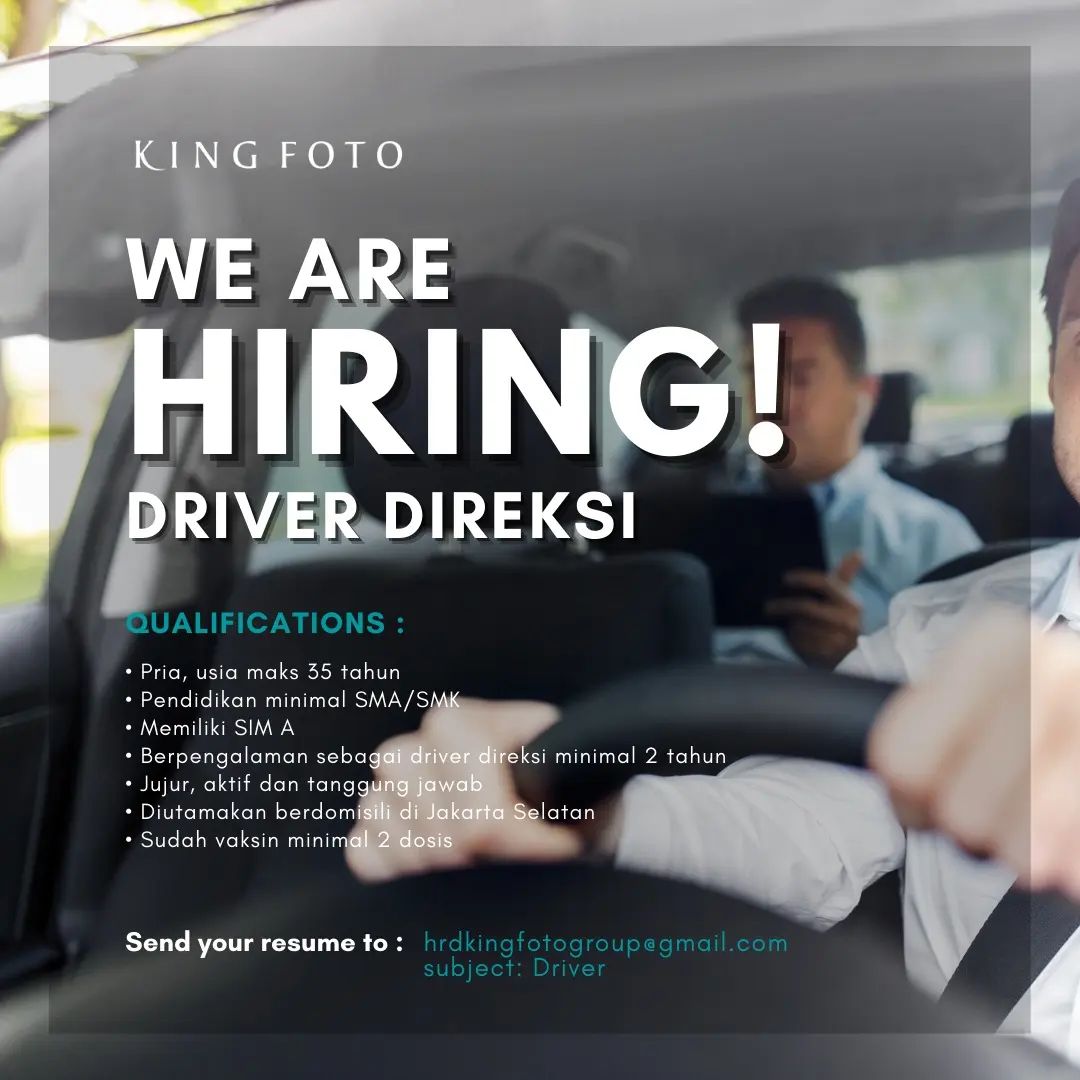 KING FOTO
WE ARE
HIRING!
DRIVER DIREKSI
QUALIFICATIONS :
• Pria, usia maks 35 tahun
• Pendidikan minimal SMA/SMK
• Memiliki SIM A
• Berpengalaman sebagai driver direksi minimal 2 tahun
• Jujur, aktif dan tanggung jawab
• Diutamakan berdomisili di Jakarta Selatan
• Sudah vaksin minimal 2 dosis
Send your resume to : hrdkingfotogroup@gmail.com
subject: Driver